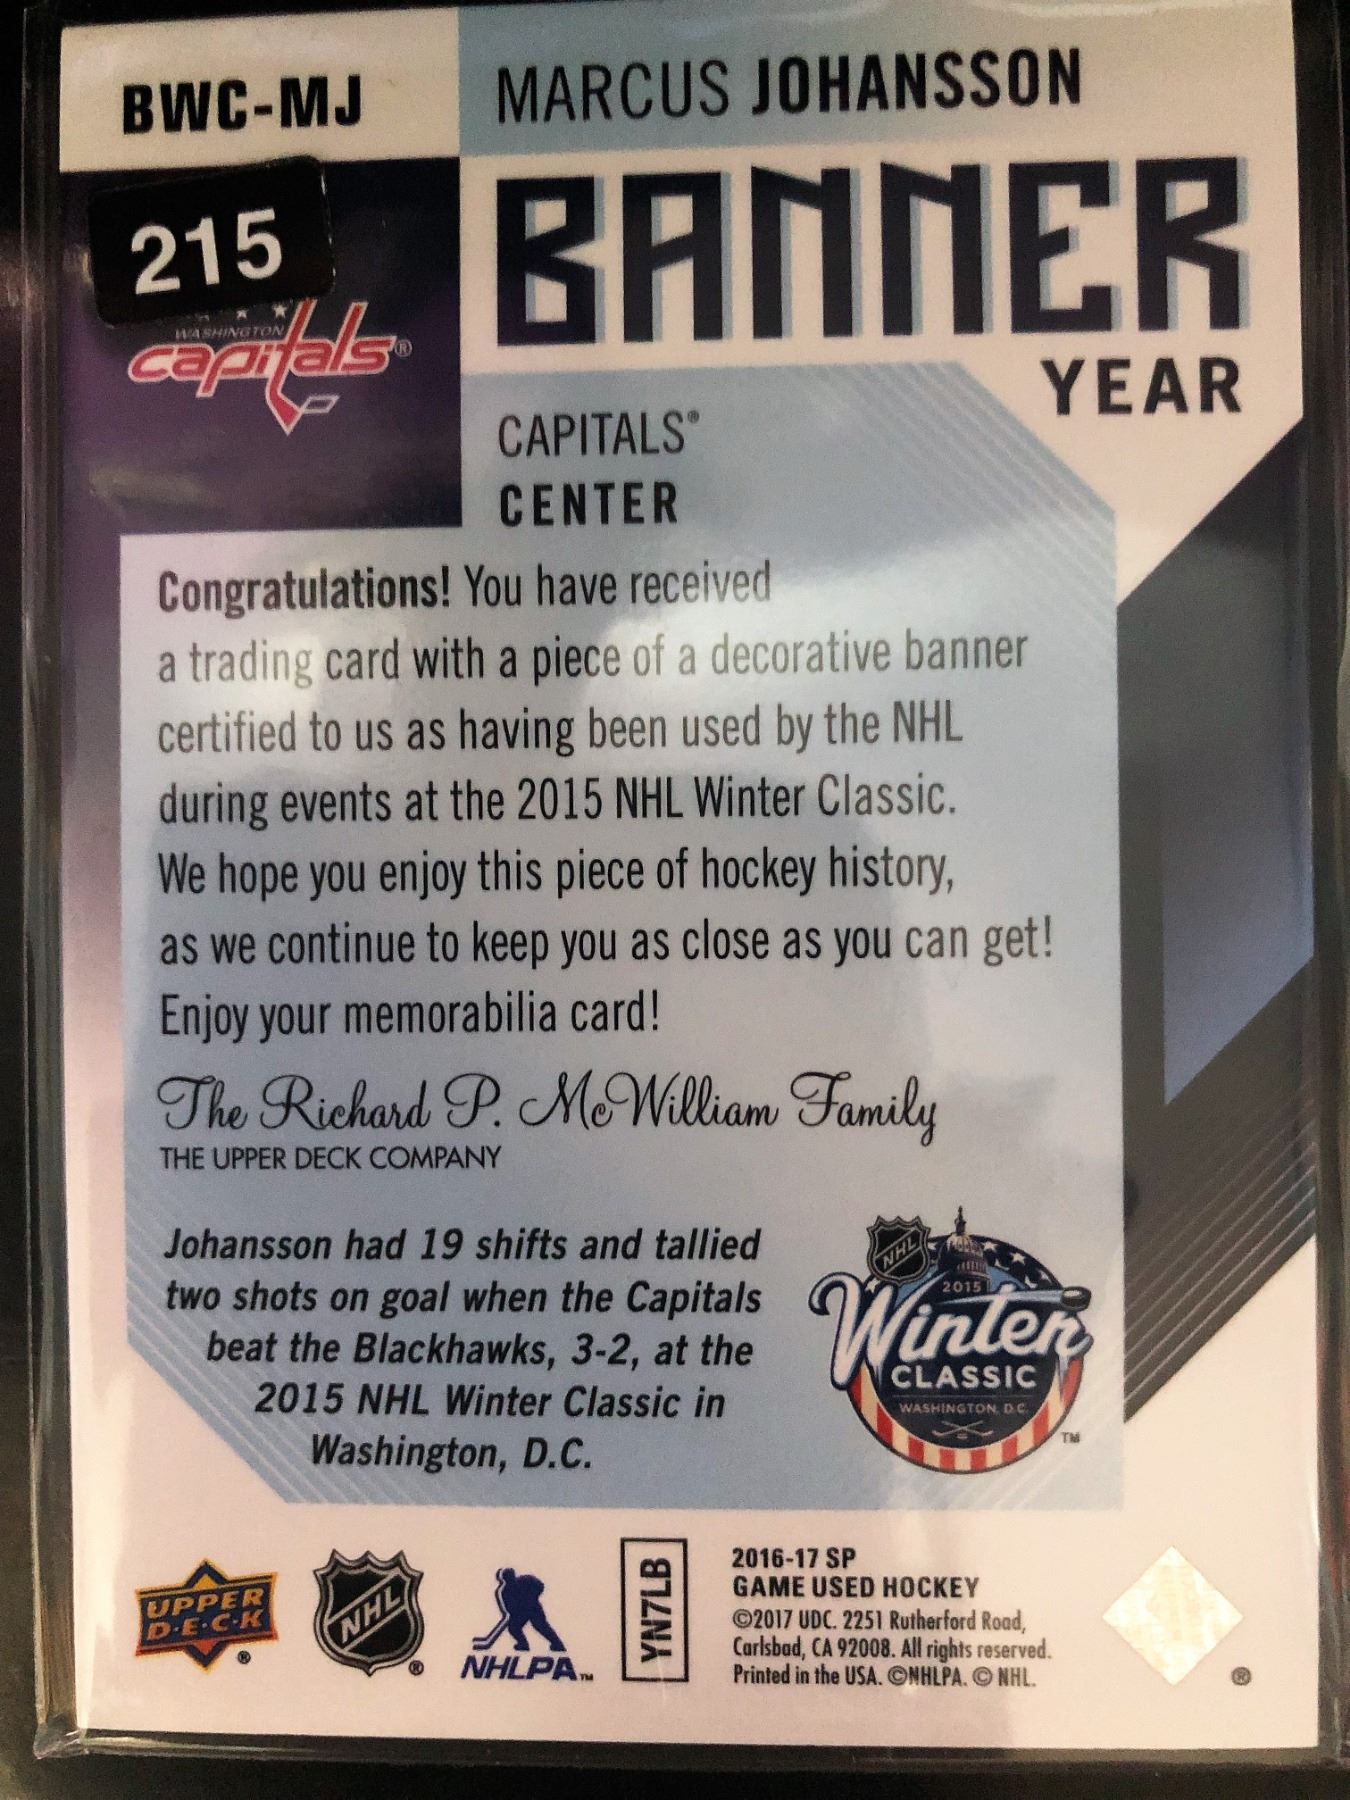 BWC-MJ
MARCUS JOHANSSON
215
BANNER
YEAR
WASHINGTON
capitals®
CAPITALS®
CENTER
Congratulations! You have received
a trading card with a piece of a decorative banner
certified to us as having been used by the NHL
during events at the 2015 NHL Winter Classic.
We hope you enjoy this piece of hockey history,
as we continue to keep you as close as you can get!
Enjoy your memorabilia card!
The Richard P. McWilliam Family
THE UPPER DECK COMPANY
Johansson had 19 shifts and tallied
two shots on goal when the Capitals
beat the Blackhawks, 3-2, at the
2015 NHL Winter Classic in
Washington, D.C.
NHL
2015
Winter
CLASSIC
WASHINGTON, D.C.
TM
UPPER
D·E·C·K
®
NHL
®
NHLPA™
YN7LB
2016-17 SP
GAME USED HOCKEY
©2017 UDC. 2251 Rutherford Road,
Carlsbad, CA 92008. All rights reserved.
Printed in the USA. ©NHLPA. © NHL.
®